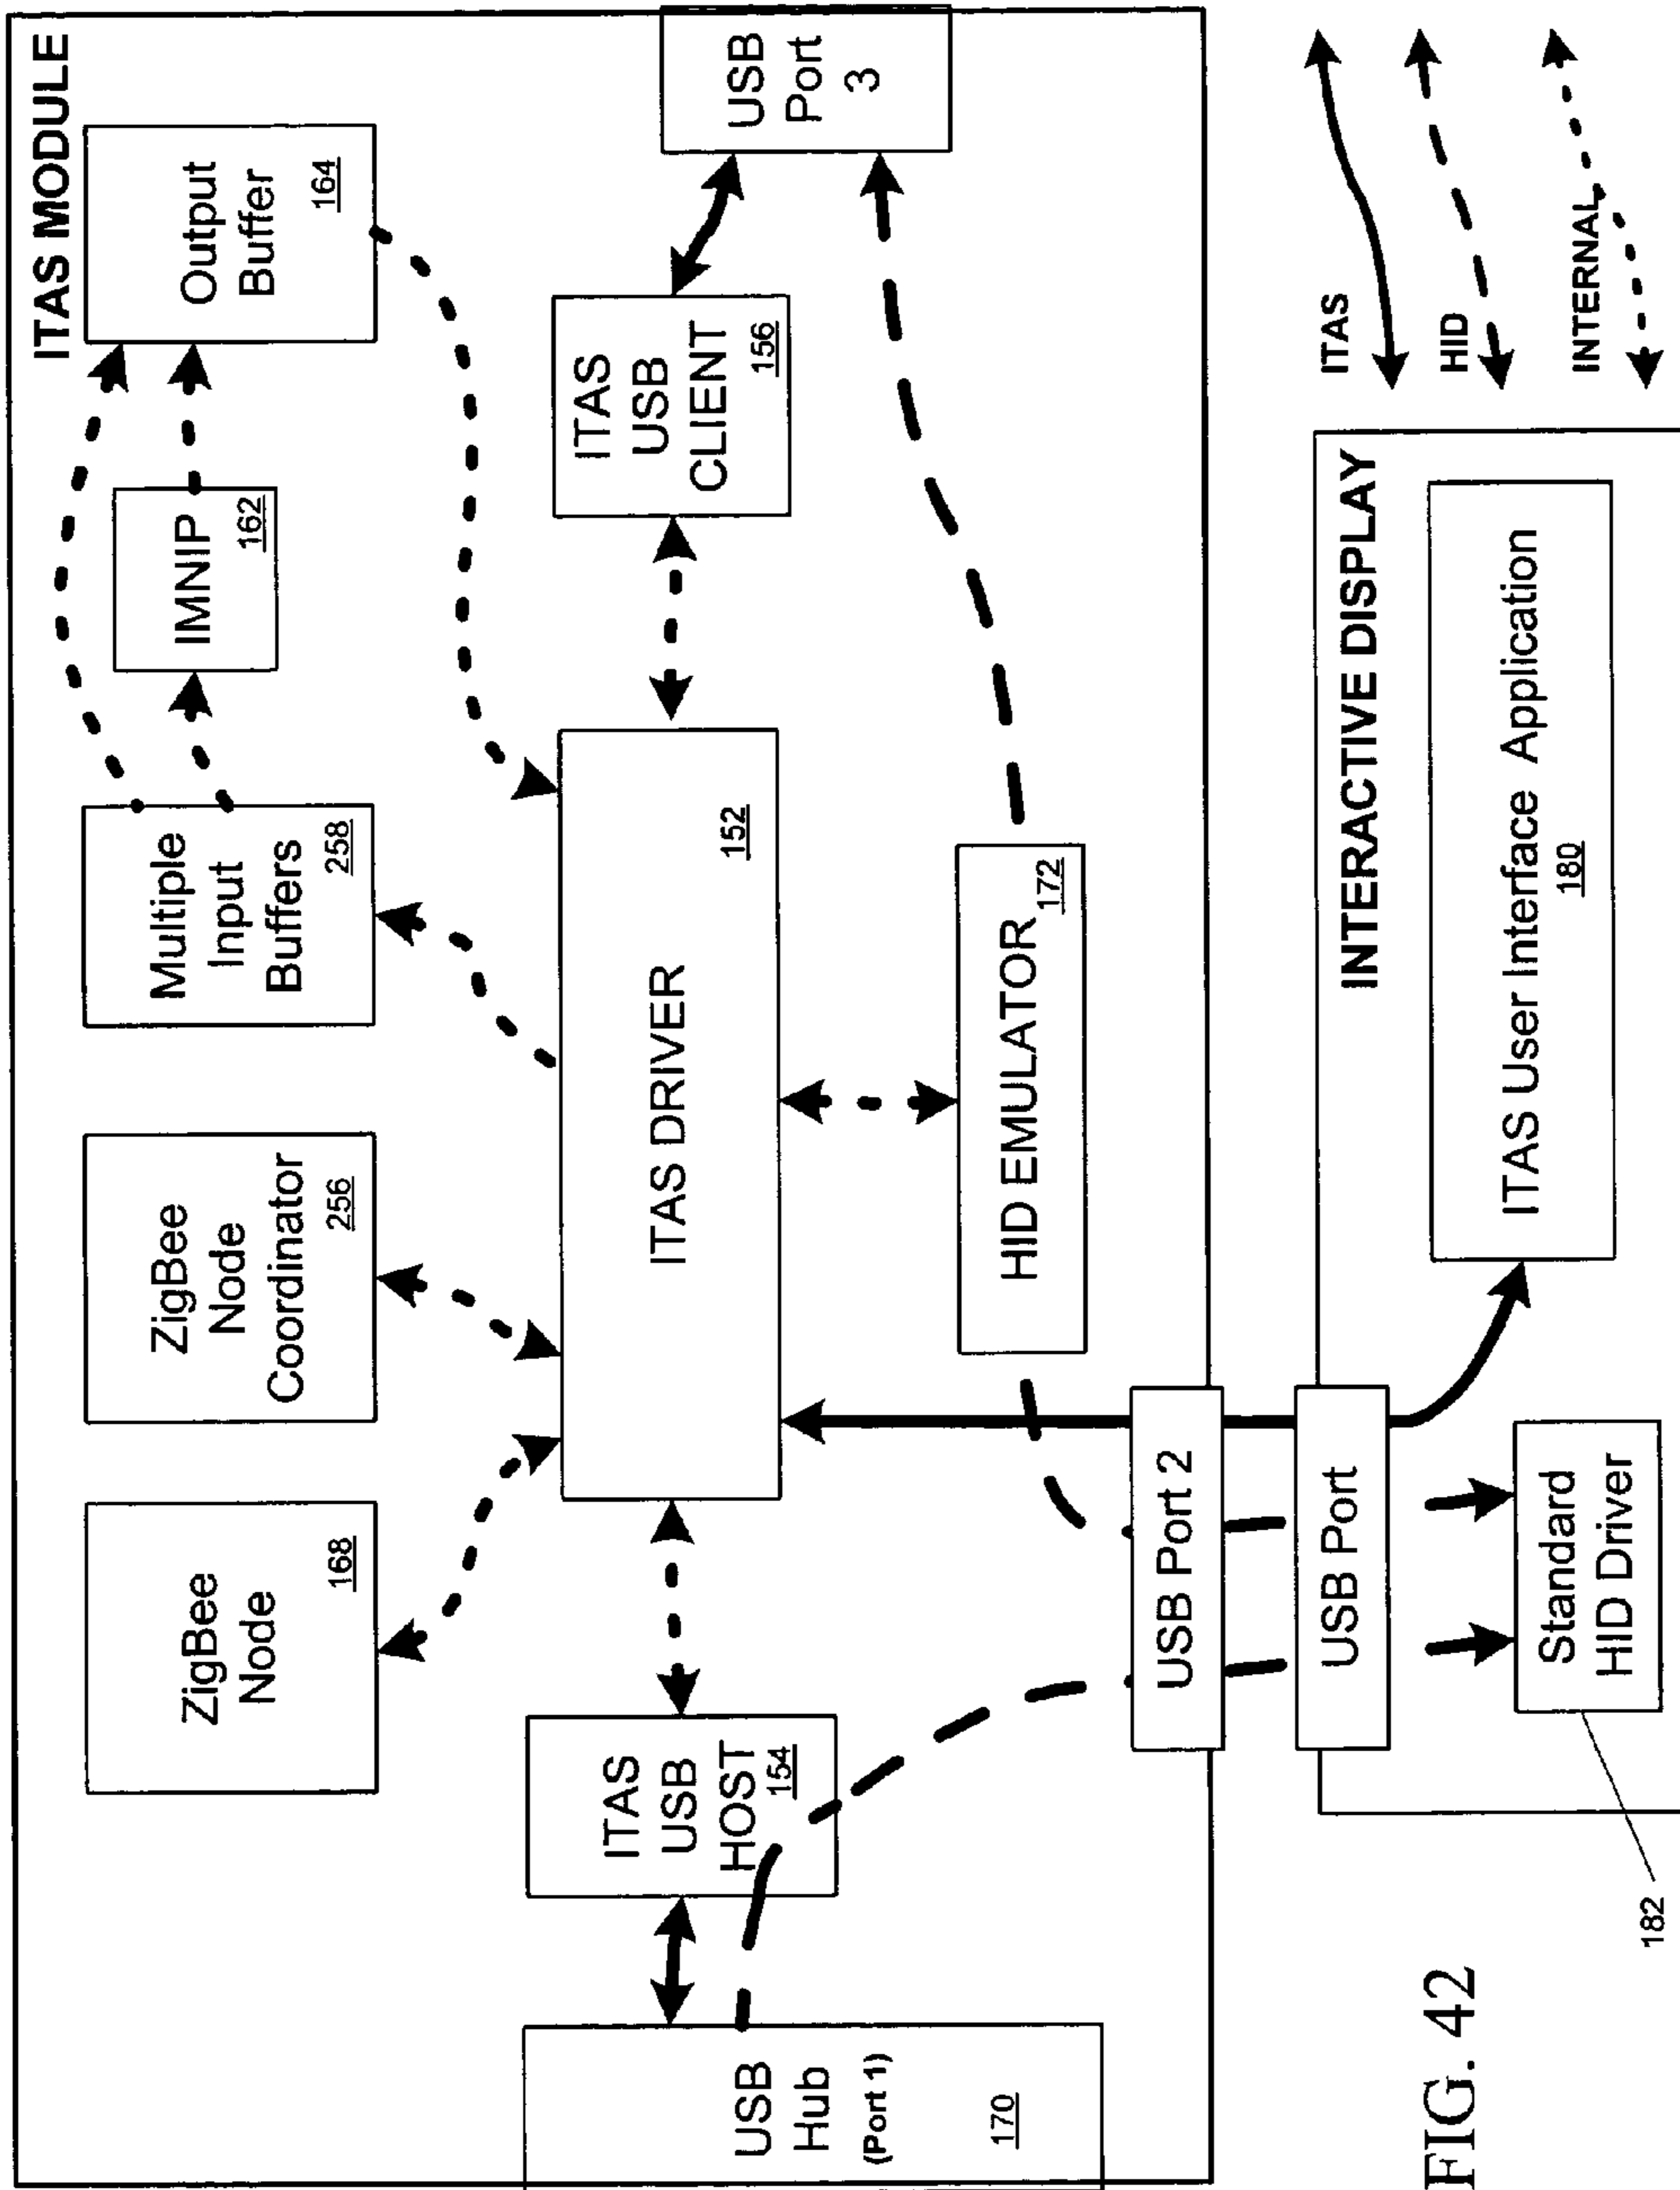 ITAS MODULE
ZigBee
Node
168
ZigBee
Node
Coordinator
256
Multiple
Input
Buffers
258
IMNIP
162
Output
Buffer
164
USB
Hub
(Port 1)
170
ITAS
USB
HOST
154
ITAS DRIVER
152
ITAS
USB
CLIENT
156
USB
Port
3
HID EMULATOR
172
USB Port 2
USB Port
INTERACTIVE DISPLAY
Standard
HID Driver
182
ITAS User Interface Application
180
ITAS
HID
INTERNAL
FIG. 42